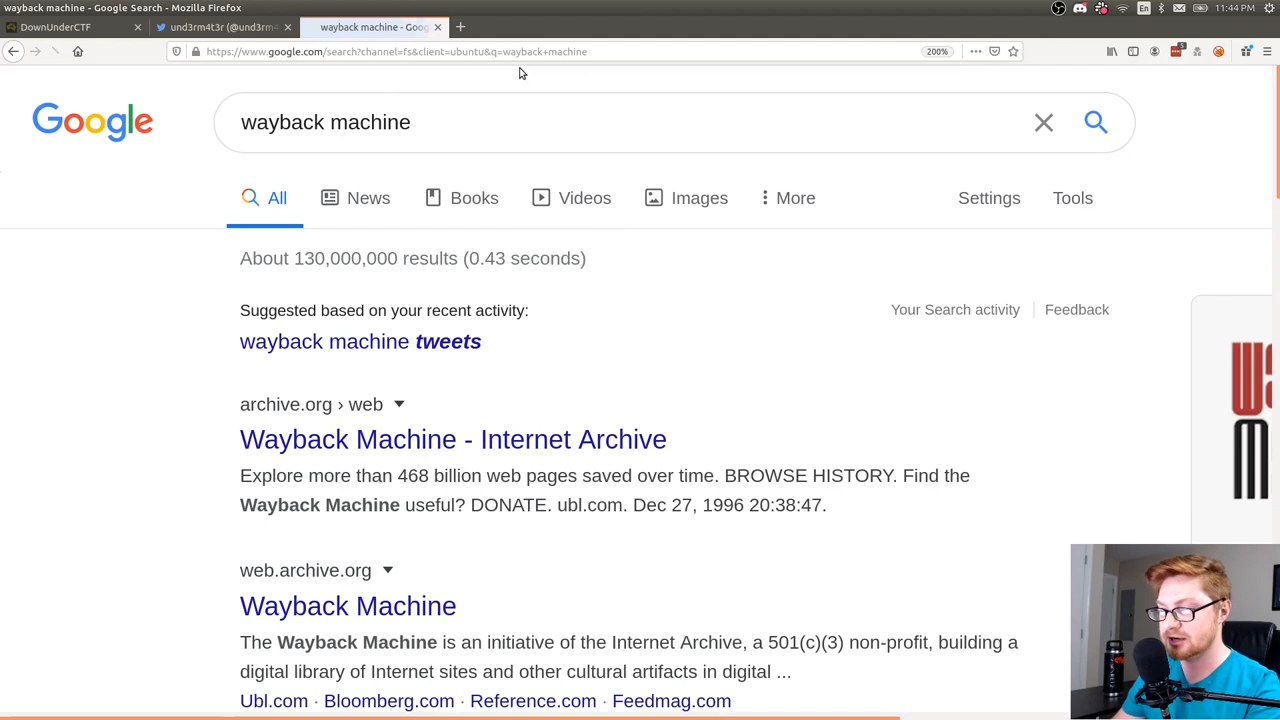 wayback machine - Google Search - Mozilla Firefox
En
11:44 PM
DownUnderCTF
und3rm4t3r (@und3rm
wayback machine - Goog
https://www.google.com/search?channel=fs&client=ubuntu&q=wayback+machine
200%
5
Google
wayback machine
All
News
Books
Videos
Images
More
Settings
Tools
About 130,000,000 results (0.43 seconds)
Suggested based on your recent activity:
Your Search activity
Feedback
wayback machine tweets
archive.org › web
Wayback Machine - Internet Archive
Explore more than 468 billion web pages saved over time. BROWSE HISTORY. Find the
Wayback Machine useful? DONATE. ubl.com. Dec 27, 1996 20:38:47.
web.archive.org
Wayback Machine
The Wayback Machine is an initiative of the Internet Archive, a 501(c)(3) non-profit, building a
digital library of Internet sites and other cultural artifacts in digital ...
Ubl.com · Bloomberg.com · Reference.com · Feedmag.com